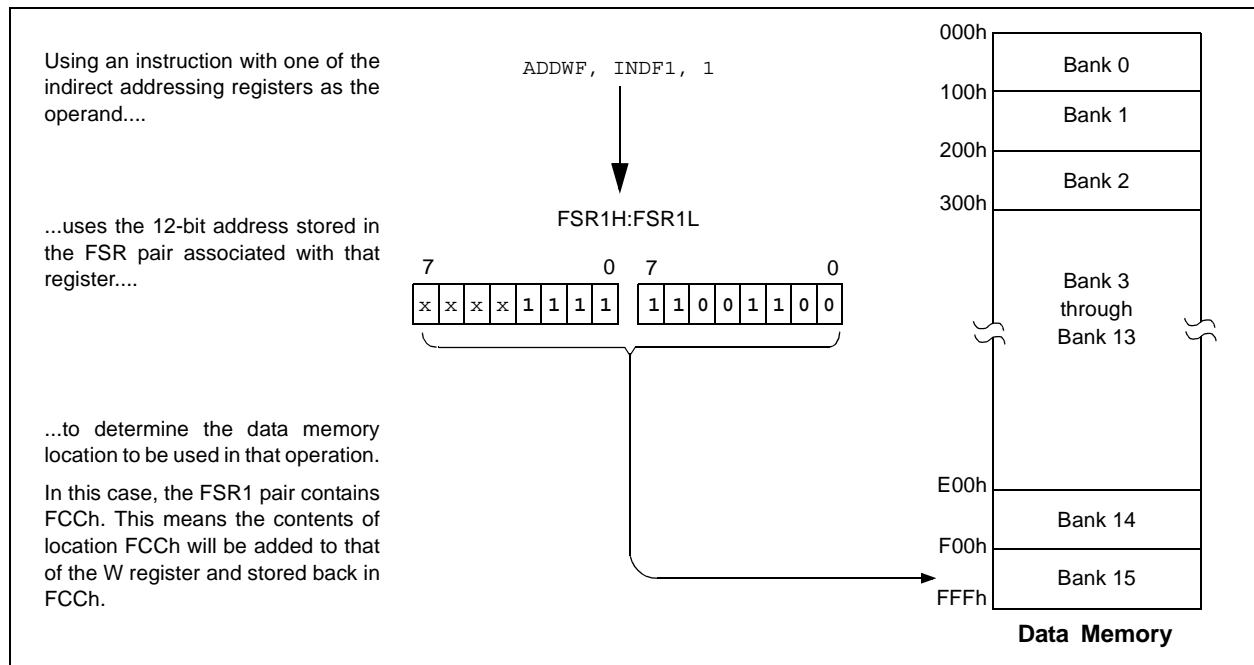 Using an instruction with one of the
indirect addressing registers as the
operand....
ADDWF, INDF1, 1
...uses the 12-bit address stored in
the FSR pair associated with that
register....
FSR1H:FSR1L
7 0 7 0
x x x x 1 1 1 1 1 1 0 0 1 1 0 0
...to determine the data memory
location to be used in that operation.
In this case, the FSR1 pair contains
FCCh. This means the contents of
location FCCh will be added to that
of the W register and stored back in
FCCh.
000h
Bank 0
100h
Bank 1
200h
Bank 2
300h
Bank 3
through
Bank 13
E00h
Bank 14
F00h
Bank 15
FFFh
Data Memory